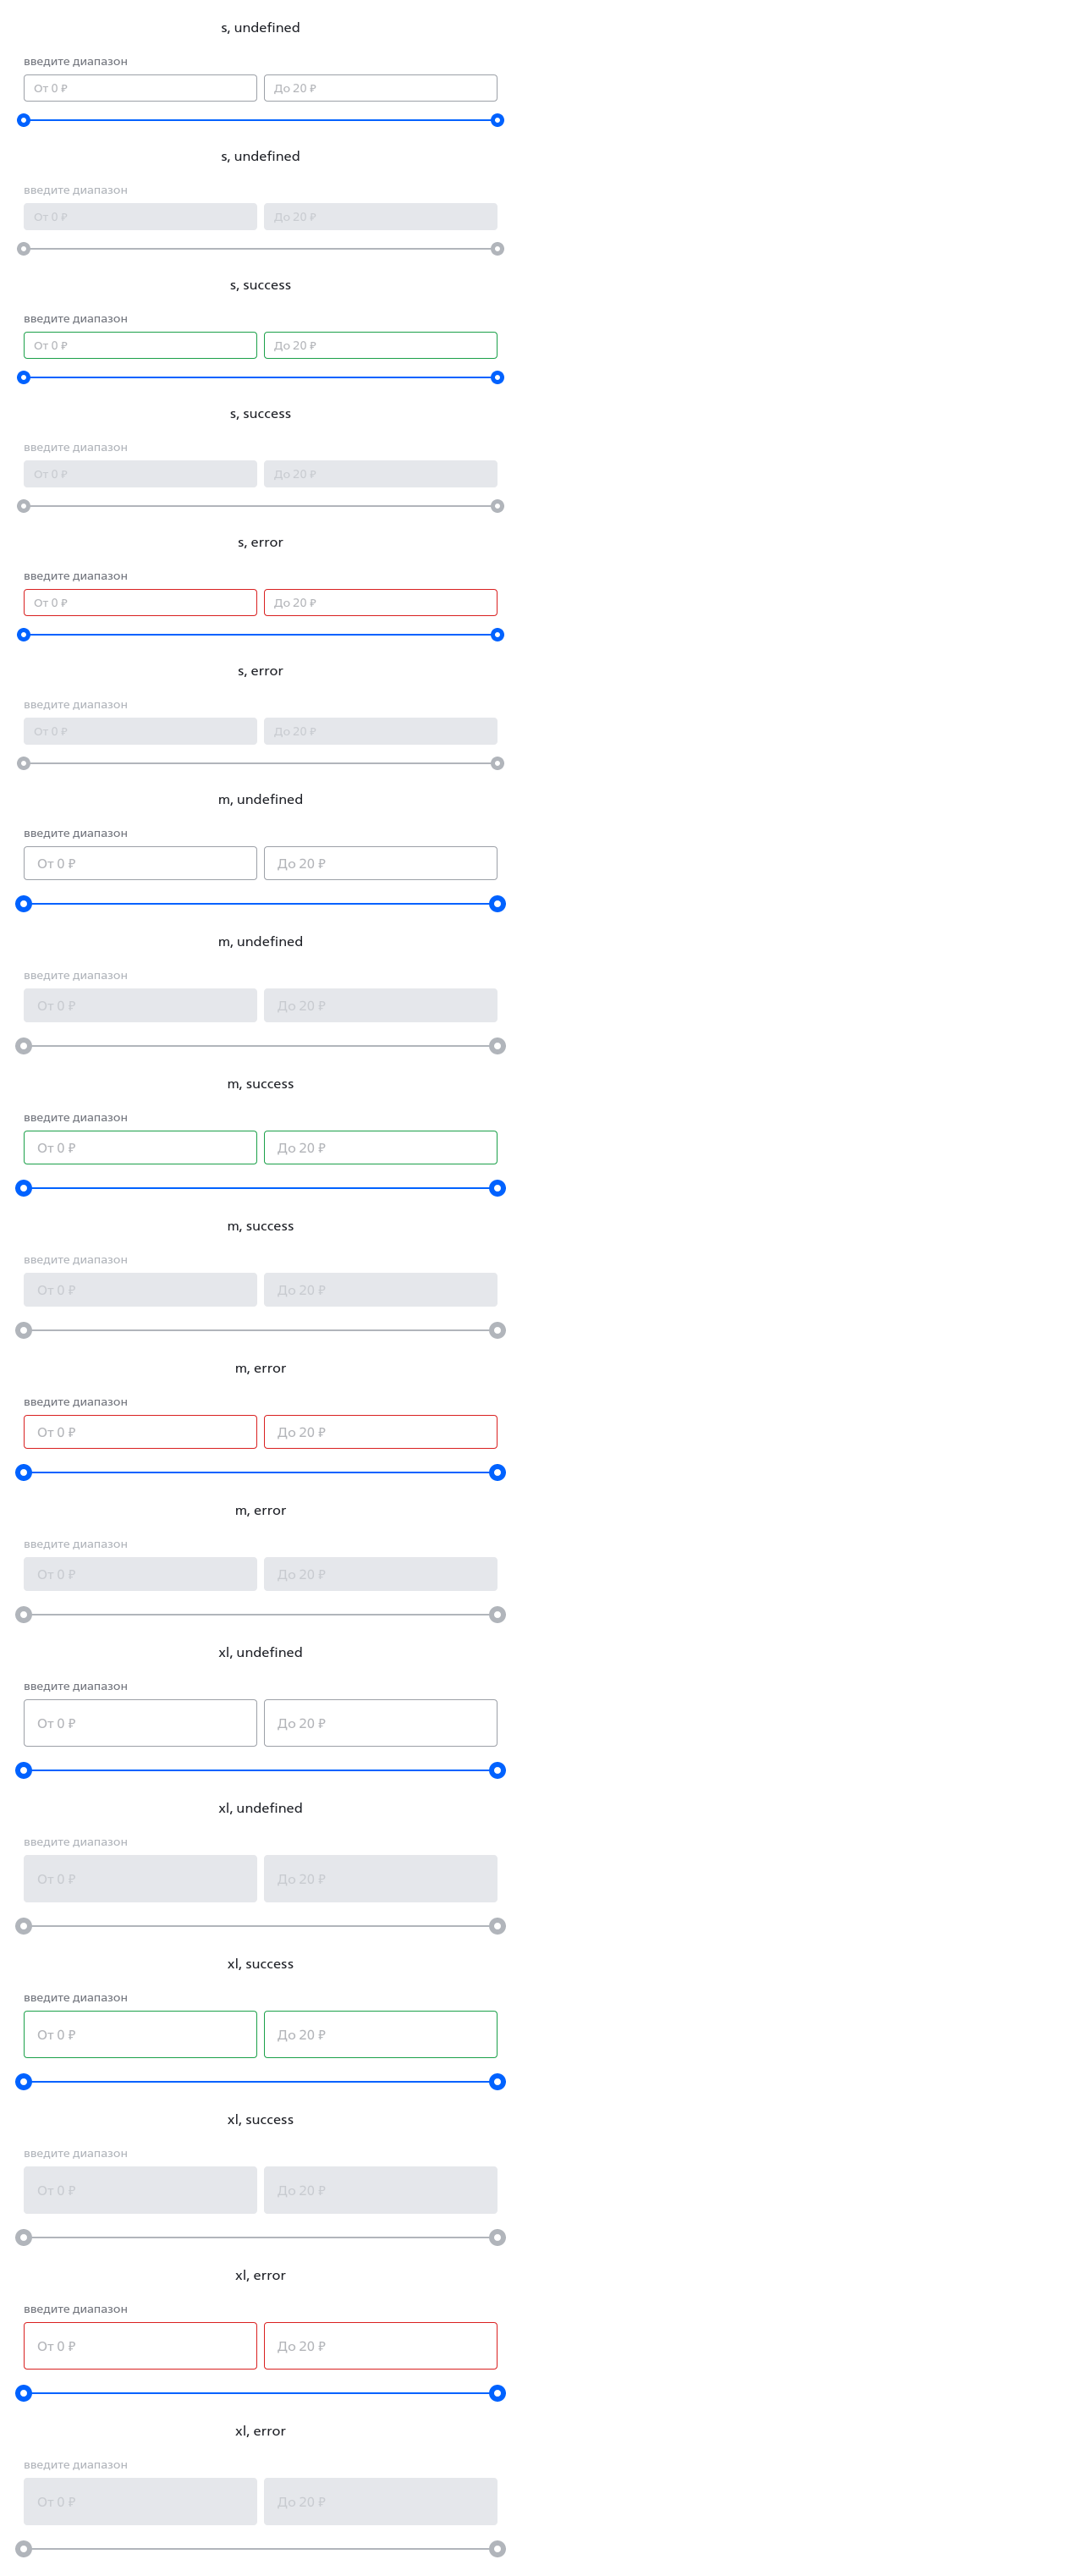 s, undefined
введите диапазон
От 0 ₽ До 20 ₽
s, undefined
введите диапазон
От 0 ₽ До 20 ₽
s, success
введите диапазон
От 0 ₽ До 20 ₽
s, success
введите диапазон
От 0 ₽ До 20 ₽
s, error
введите диапазон
От 0 ₽ До 20 ₽
s, error
введите диапазон
От 0 ₽ До 20 ₽
m, undefined
введите диапазон
От 0 ₽ До 20 ₽
m, undefined
введите диапазон
От 0 ₽ До 20 ₽
m, success
введите диапазон
От 0 ₽ До 20 ₽
m, success
введите диапазон
От 0 ₽ До 20 ₽
m, error
введите диапазон
От 0 ₽ До 20 ₽
m, error
введите диапазон
От 0 ₽ До 20 ₽
xl, undefined
введите диапазон
От 0 ₽ До 20 ₽
xl, undefined
введите диапазон
От 0 ₽ До 20 ₽
xl, success
введите диапазон
От 0 ₽ До 20 ₽
xl, success
введите диапазон
От 0 ₽ До 20 ₽
xl, error
введите диапазон
От 0 ₽ До 20 ₽
xl, error
введите диапазон
От 0 ₽ До 20 ₽